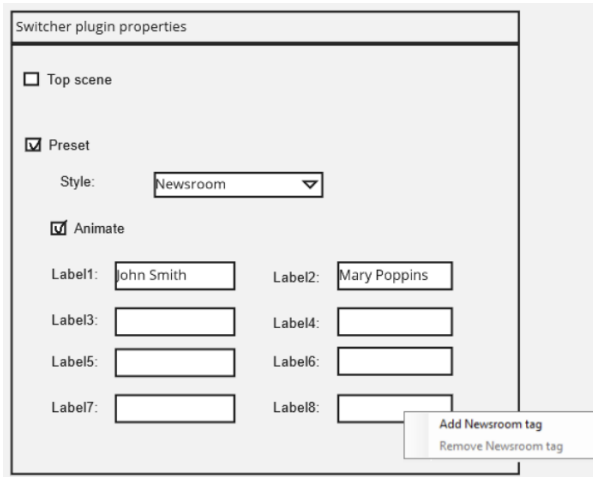 Switcher plugin properties
Top scene
Preset
Style: Newsroom
Animate
Label1: John Smith Label2: Mary Poppins
Label3: Label4:
Label5: Label6:
Label7: Label8:
Add Newsroom tag
Remove Newsroom tag